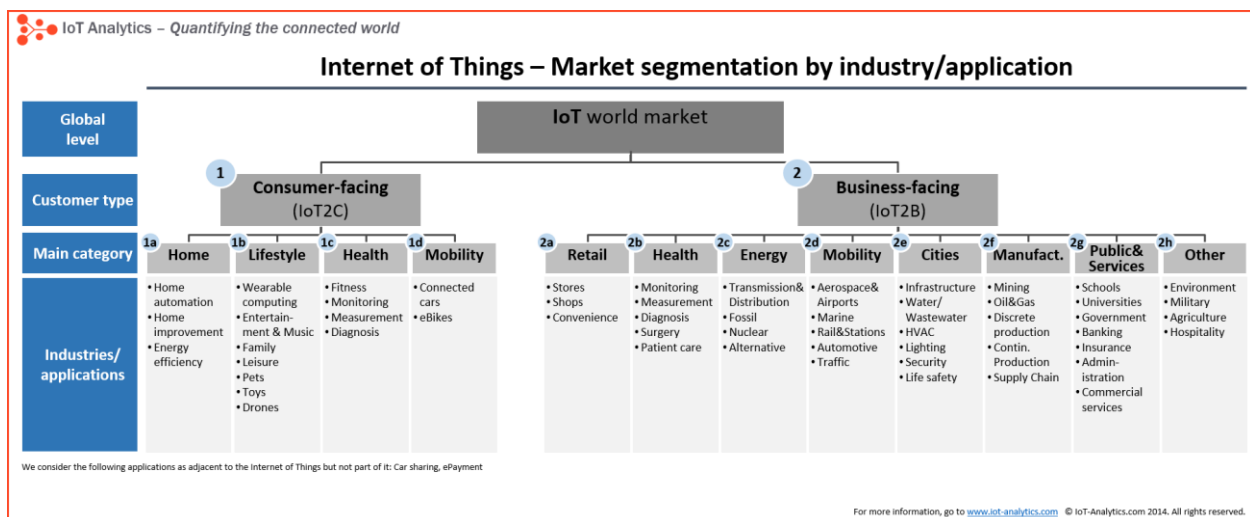 IoT Analytics – Quantifying the connected world
Internet of Things – Market segmentation by industry/application
Global
level
IoT world market
Customer type
1
Consumer-facing
(IoT2C)
2
Business-facing
(IoT2B)
Main category
1a
Home
1b
Lifestyle
1c
Health
1d
Mobility
2a
Retail
2b
Health
2c
Energy
2d
Mobility
2e
Cities
2f
Manufact.
2g
Public&
Services
2h
Other
Industries/
applications
• Home
automation
• Home
improvement
• Energy
efficiency
• Wearable
computing
• Entertain-
ment & Music
• Family
• Leisure
• Pets
• Toys
• Drones
• Fitness
• Monitoring
• Measurement
• Diagnosis
• Connected
cars
• eBikes
• Stores
• Shops
• Convenience
• Monitoring
• Measurement
• Diagnosis
• Surgery
• Patient care
• Transmission&
Distribution
• Fossil
• Nuclear
• Alternative
• Aerospace&
Airports
• Marine
• Rail&Stations
• Automotive
• Traffic
• Infrastructure
• Water/
Wastewater
• HVAC
• Lighting
• Security
• Life safety
• Mining
• Oil&Gas
• Discrete
production
• Contin.
Production
• Supply Chain
• Schools
• Universities
• Government
• Banking
• Insurance
• Admin-
istration
• Commercial
services
• Environment
• Military
• Agriculture
• Hospitality
We consider the following applications as adjacent to the Internet of Things but not part of it: Car sharing, ePayment
For more information, go to www.iot-analytics.com © IoT-Analytics.com 2014. All rights reserved.